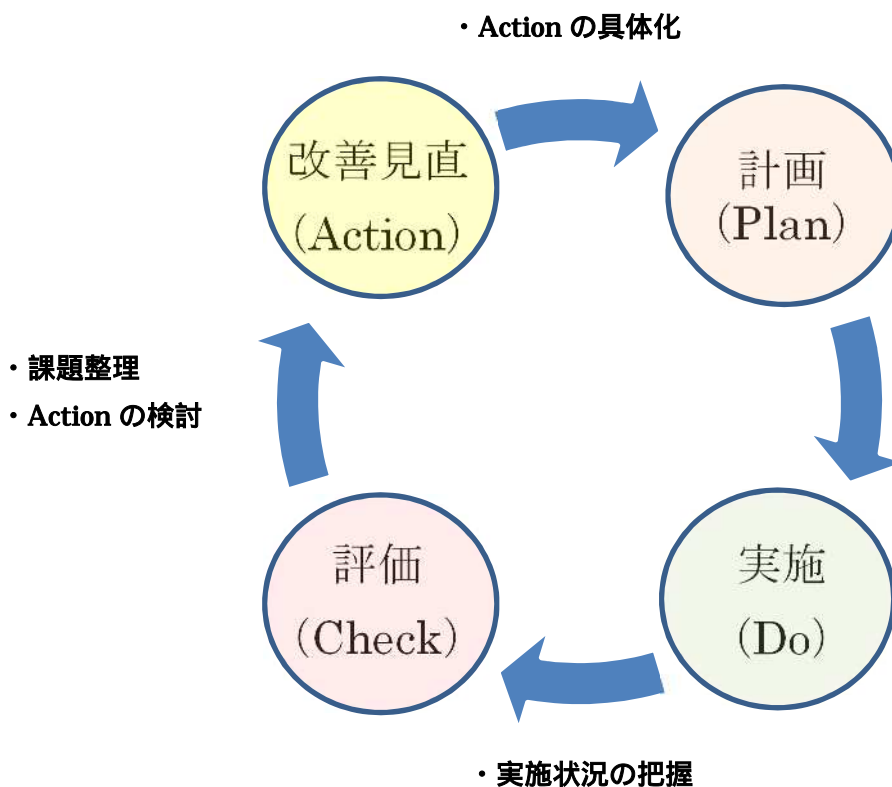 ・Action の具体化
改善見直
(Action)
計画
(Plan)
・課題整理
・Action の検討
評価
(Check)
実施
(Do)
・実施状況の把握